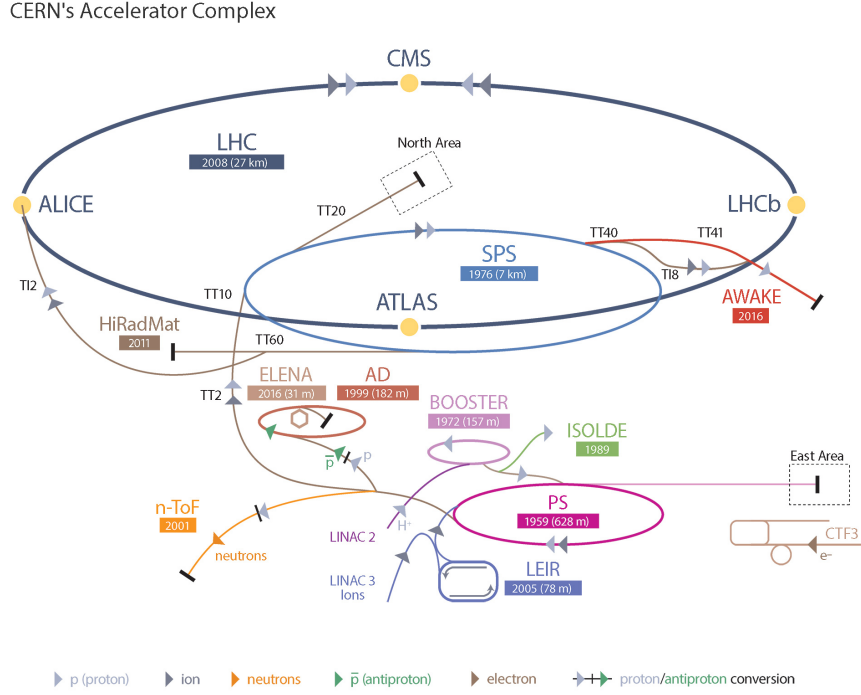 CERN's Accelerator Complex
CMS
LHC
2008 (27 km)
North Area
ALICE
TT20
LHCb
TT40
TT41
SPS
1976 (7 km)
TI8
TI2
TT10
ATLAS
AWAKE
2016
HiRadMat
2011
TT60
ELENA
2016 (31 m)
AD
1999 (182 m)
TT2
BOOSTER
1972 (157 m)
ISOLDE
1989
p̅
p
East Area
n-ToF
2001
PS
1959 (628 m)
H⁺
LINAC 2
neutrons
CTF3
e⁻
LEIR
2005 (78 m)
LINAC 3
Ions
p (proton)
ion
neutrons
p̅ (antiproton)
electron
proton/antiproton conversion